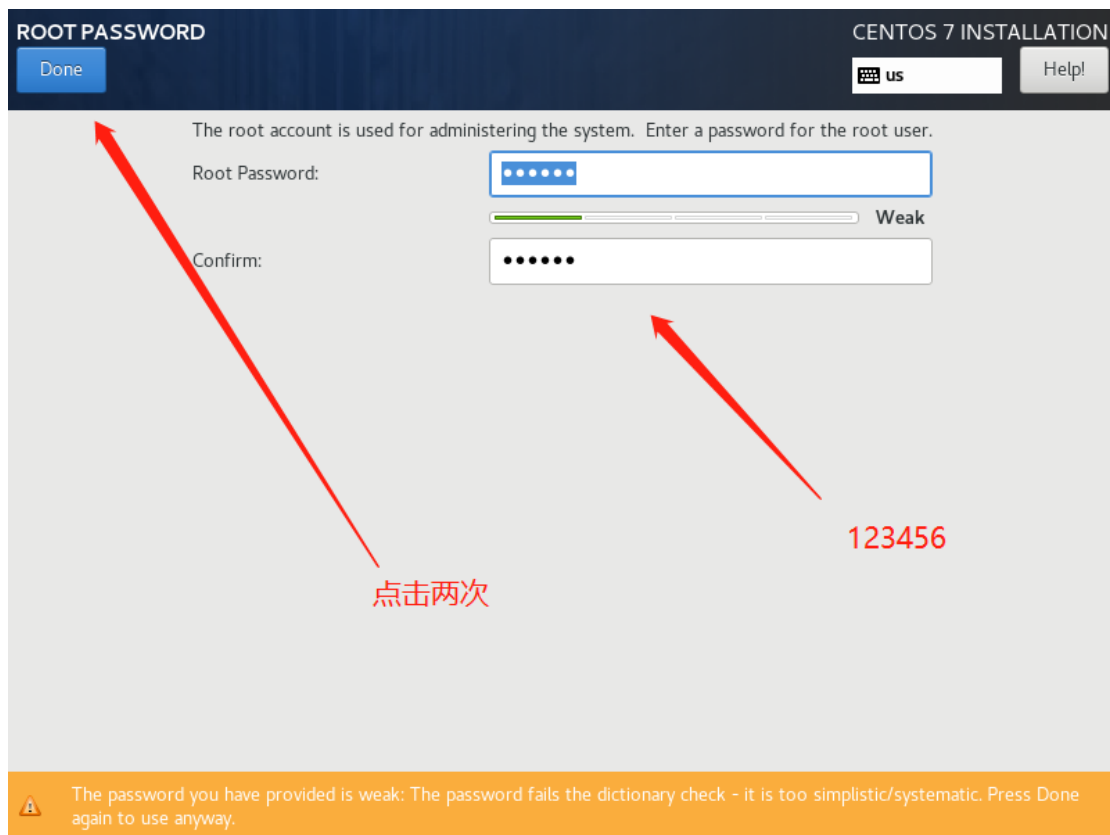 ROOT PASSWORD
CENTOS 7 INSTALLATION
Done
us
Help!
The root account is used for administering the system. Enter a password for the root user.
Root Password:
••••••
Weak
Confirm:
••••••
123456
点击两次
The password you have provided is weak: The password fails the dictionary check - it is too simplistic/systematic. Press Done
again to use anyway.